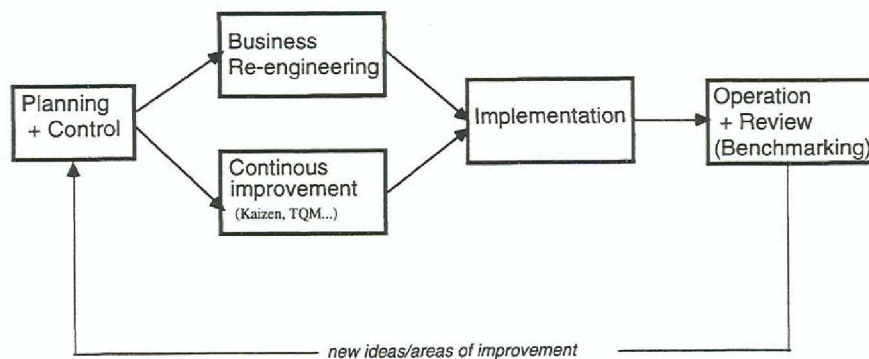 Planning
+ Control
Business
Re-engineering
Continous
improvement
(Kaizen, TQM...)
Implementation
Operation
+ Review
(Benchmarking)
new ideas/areas of improvement